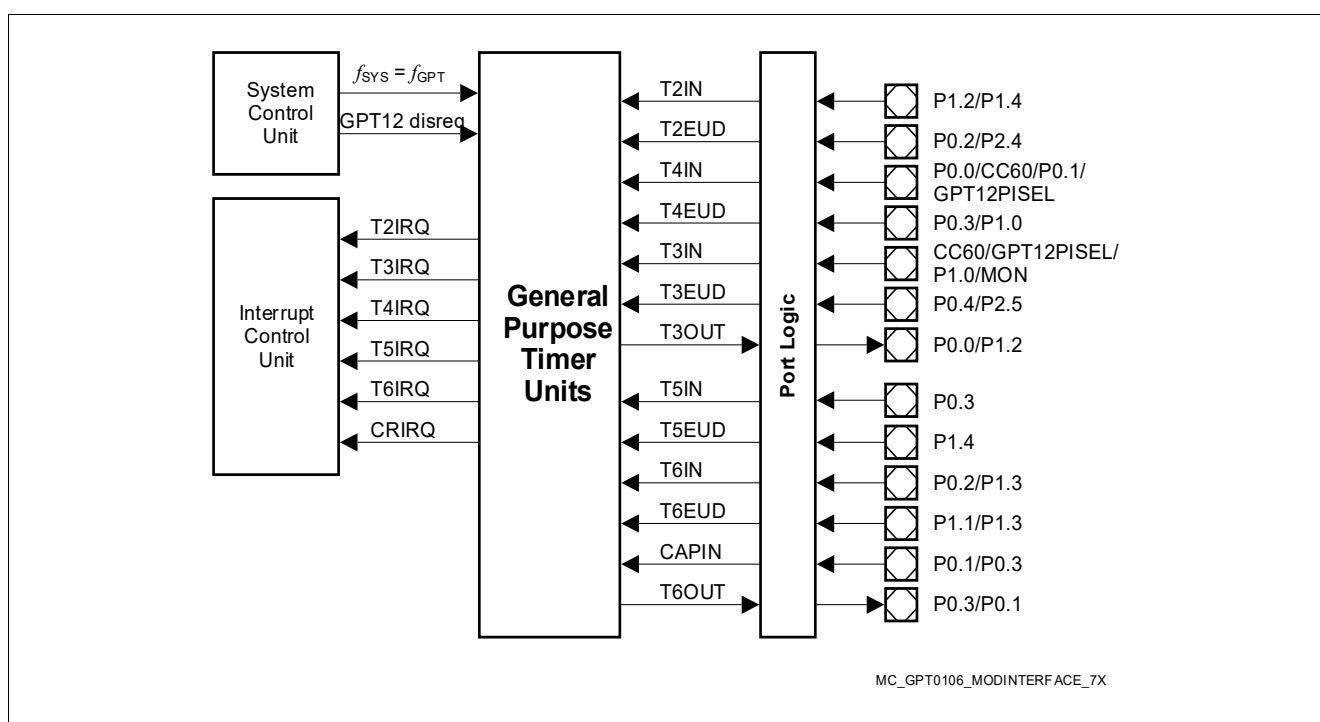 System
Control
Unit
fSYS = fGPT
GPT12 disreq
Interrupt
Control
Unit
T2IRQ
T3IRQ
T4IRQ
T5IRQ
T6IRQ
CRIRQ
General
Purpose
Timer
Units
T2IN
T2EUD
T4IN
T4EUD
T3IN
T3EUD
T3OUT
T5IN
T5EUD
T6IN
T6EUD
CAPIN
T6OUT
Port Logic
P1.2/P1.4
P0.2/P2.4
P0.0/CC60/P0.1/
GPT12PISEL
P0.3/P1.0
CC60/GPT12PISEL/
P1.0/MON
P0.4/P2.5
P0.0/P1.2
P0.3
P1.4
P0.2/P1.3
P1.1/P1.3
P0.1/P0.3
P0.3/P0.1
MC_GPT0106_MODINTERFACE_7X